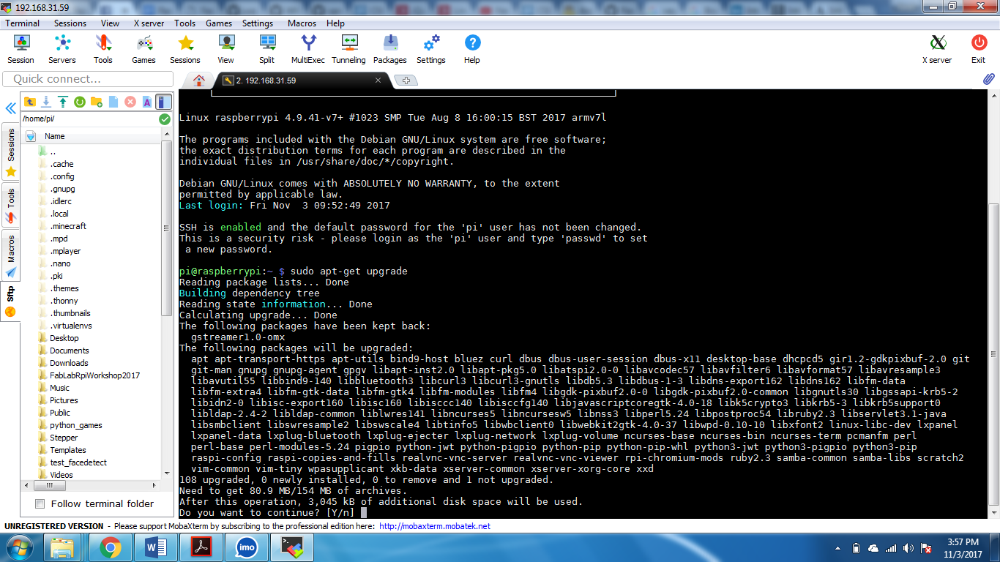 192.168.31.59
Terminal Sessions View X server Tools Games Settings Macros Help
Session Servers Tools Games Sessions View Split MultiExec Tunneling Packages Settings Help X server Exit
Quick connect...
2. 192.168.31.59
/home/pi/
Name
..
.cache
.config
.gnupg
.idlerc
.local
.minecraft
.mpd
.mplayer
.nano
.pki
.themes
.thonny
.thumbnails
.virtualenvs
Desktop
Documents
Downloads
FabLabRpiWorkshop2017
Music
Pictures
Public
python_games
Stepper
Templates
test_facedetect
Videos
Follow terminal folder
Sessions
Tools
Macros
Sftp
Linux raspberrypi 4.9.41-v7+ #1023 SMP Tue Aug 8 16:00:15 BST 2017 armv7l
The programs included with the Debian GNU/Linux system are free software;
the exact distribution terms for each program are described in the
individual files in /usr/share/doc/*/copyright.
Debian GNU/Linux comes with ABSOLUTELY NO WARRANTY, to the extent
permitted by applicable law.
Last login: Fri Nov  3 09:52:49 2017
SSH is enabled and the default password for the 'pi' user has not been changed.
This is a security risk - please login as the 'pi' user and type 'passwd' to set
a new password.
pi@raspberrypi:~ $ sudo apt-get upgrade
Reading package lists... Done
Building dependency tree
Reading state information... Done
Calculating upgrade... Done
The following packages have been kept back:
gstreamer1.0-omx
The following packages will be upgraded:
apt apt-transport-https apt-utils bind9-host bluez curl dbus dbus-user-session dbus-x11 desktop-base dhcpcd5 gir1.2-gdkpixbuf-2.0 git
git-man gnupg gnupg-agent gpgv libapt-inst2.0 libapt-pkg5.0 libatspi2.0-0 libavcodec57 libavfilter6 libavformat57 libavresample3
libavutil55 libbind9-140 libbluetooth3 libcurl3 libcurl3-gnutls libdb5.3 libdbus-1-3 libdns-export162 libdns162 libfm-data
libfm-extra4 libfm-gtk-data libfm-gtk4 libfm-modules libfm4 libgdk-pixbuf2.0-0 libgdk-pixbuf2.0-common libgnutls30 libgssapi-krb5-2
libidn2-0 libisc-export160 libisc160 libisccc140 libisccfg140 libjavascriptcoregtk-4.0-18 libk5crypto3 libkrb5-3 libkrb5support0
libldap-2.4-2 libldap-common liblwres141 libncurses5 libncursesw5 libnss3 libperl5.24 libpostproc54 libruby2.3 libservlet3.1-java
libsmbclient libswresample2 libswscale4 libtinfo5 libwbclient0 libwebkit2gtk-4.0-37 libwpd-0.10-10 libxfont2 linux-libc-dev lxpanel
lxpanel-data lxplug-bluetooth lxplug-ejecter lxplug-network lxplug-volume ncurses-base ncurses-bin ncurses-term pcmanfm perl
perl-base perl-modules-5.24 pigpio python-jwt python-pigpio python-pip python-pip-whl python3-jwt python3-pigpio python3-pip
raspi-config raspi-copies-and-fills realvnc-vnc-server realvnc-vnc-viewer rpi-chromium-mods ruby2.3 samba-common samba-libs scratch2
vim-common vim-tiny wpasupplicant xkb-data xserver-common xserver-xorg-core xxd
108 upgraded, 0 newly installed, 0 to remove and 1 not upgraded.
Need to get 80.9 MB/154 MB of archives.
After this operation, 3,045 kB of additional disk space will be used.
Do you want to continue? [Y/n]
UNREGISTERED VERSION - Please support MobaXterm by subscribing to the professional edition here: http://mobaxterm.mobatek.net
imo
3:57 PM
11/3/2017